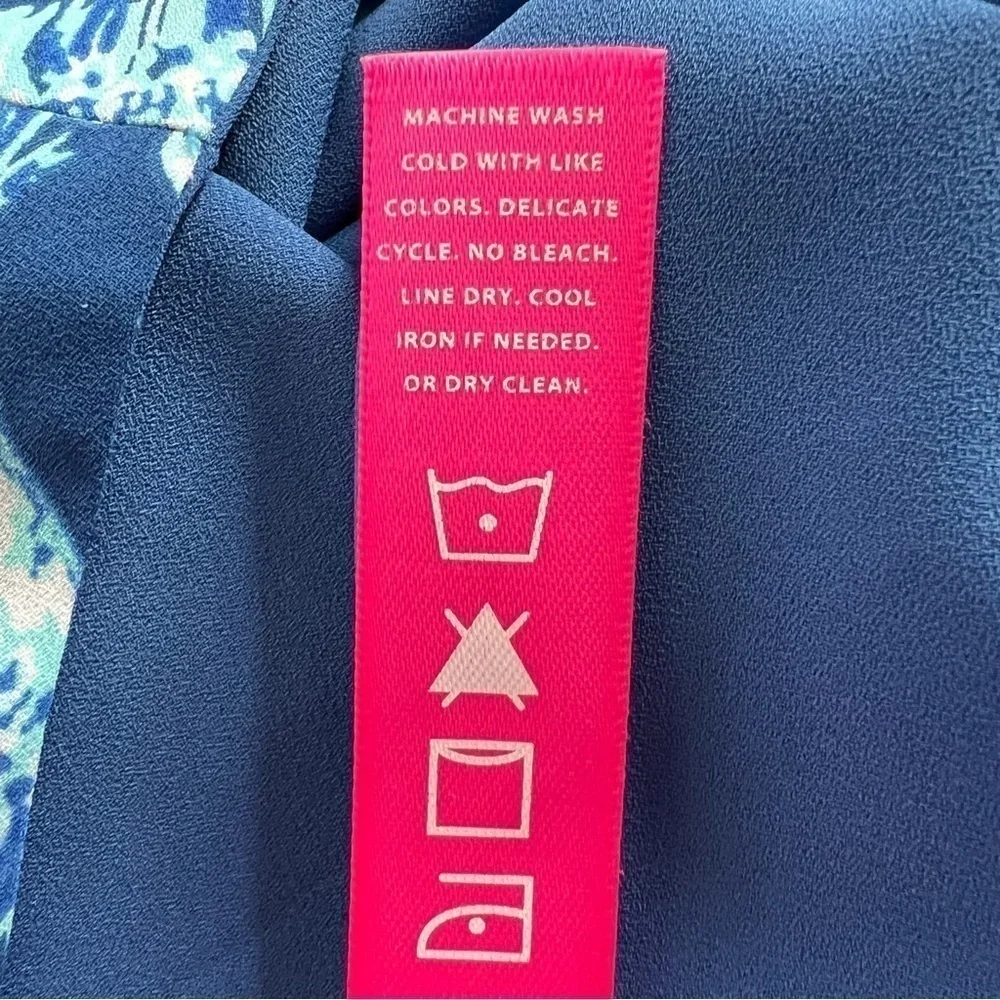 MACHINE WASH
COLD WITH LIKE
COLORS. DELICATE
CYCLE. NO BLEACH.
LINE DRY. COOL
IRON IF NEEDED.
OR DRY CLEAN.